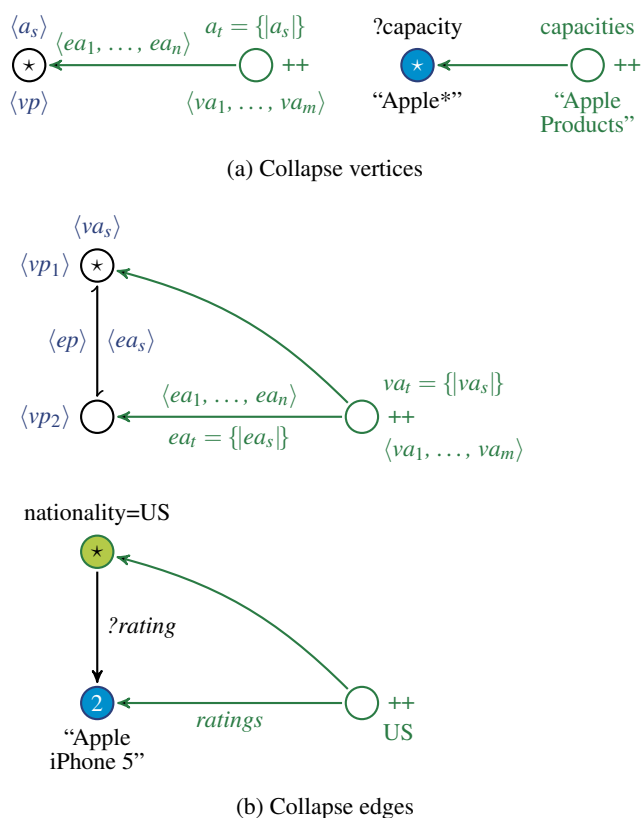 ⟨a_s⟩ ⟨ea_1, …, ea_n⟩ a_t = {|a_s|} ?capacity capacities
⋆ ++ ⋆ ++
⟨vp⟩ ⟨va_1, …, va_m⟩ "Apple*" "Apple
Products"
(a) Collapse vertices
⟨va_s⟩
⟨vp_1⟩ ⋆
⟨ep⟩ ⟨ea_s⟩
⟨ea_1, …, ea_n⟩ va_t = {|va_s|}
⟨vp_2⟩ ++
ea_t = {|ea_s|} ⟨va_1, …, va_m⟩
nationality=US
⋆
?rating
2 ++
ratings US
"Apple
iPhone 5"
(b) Collapse edges